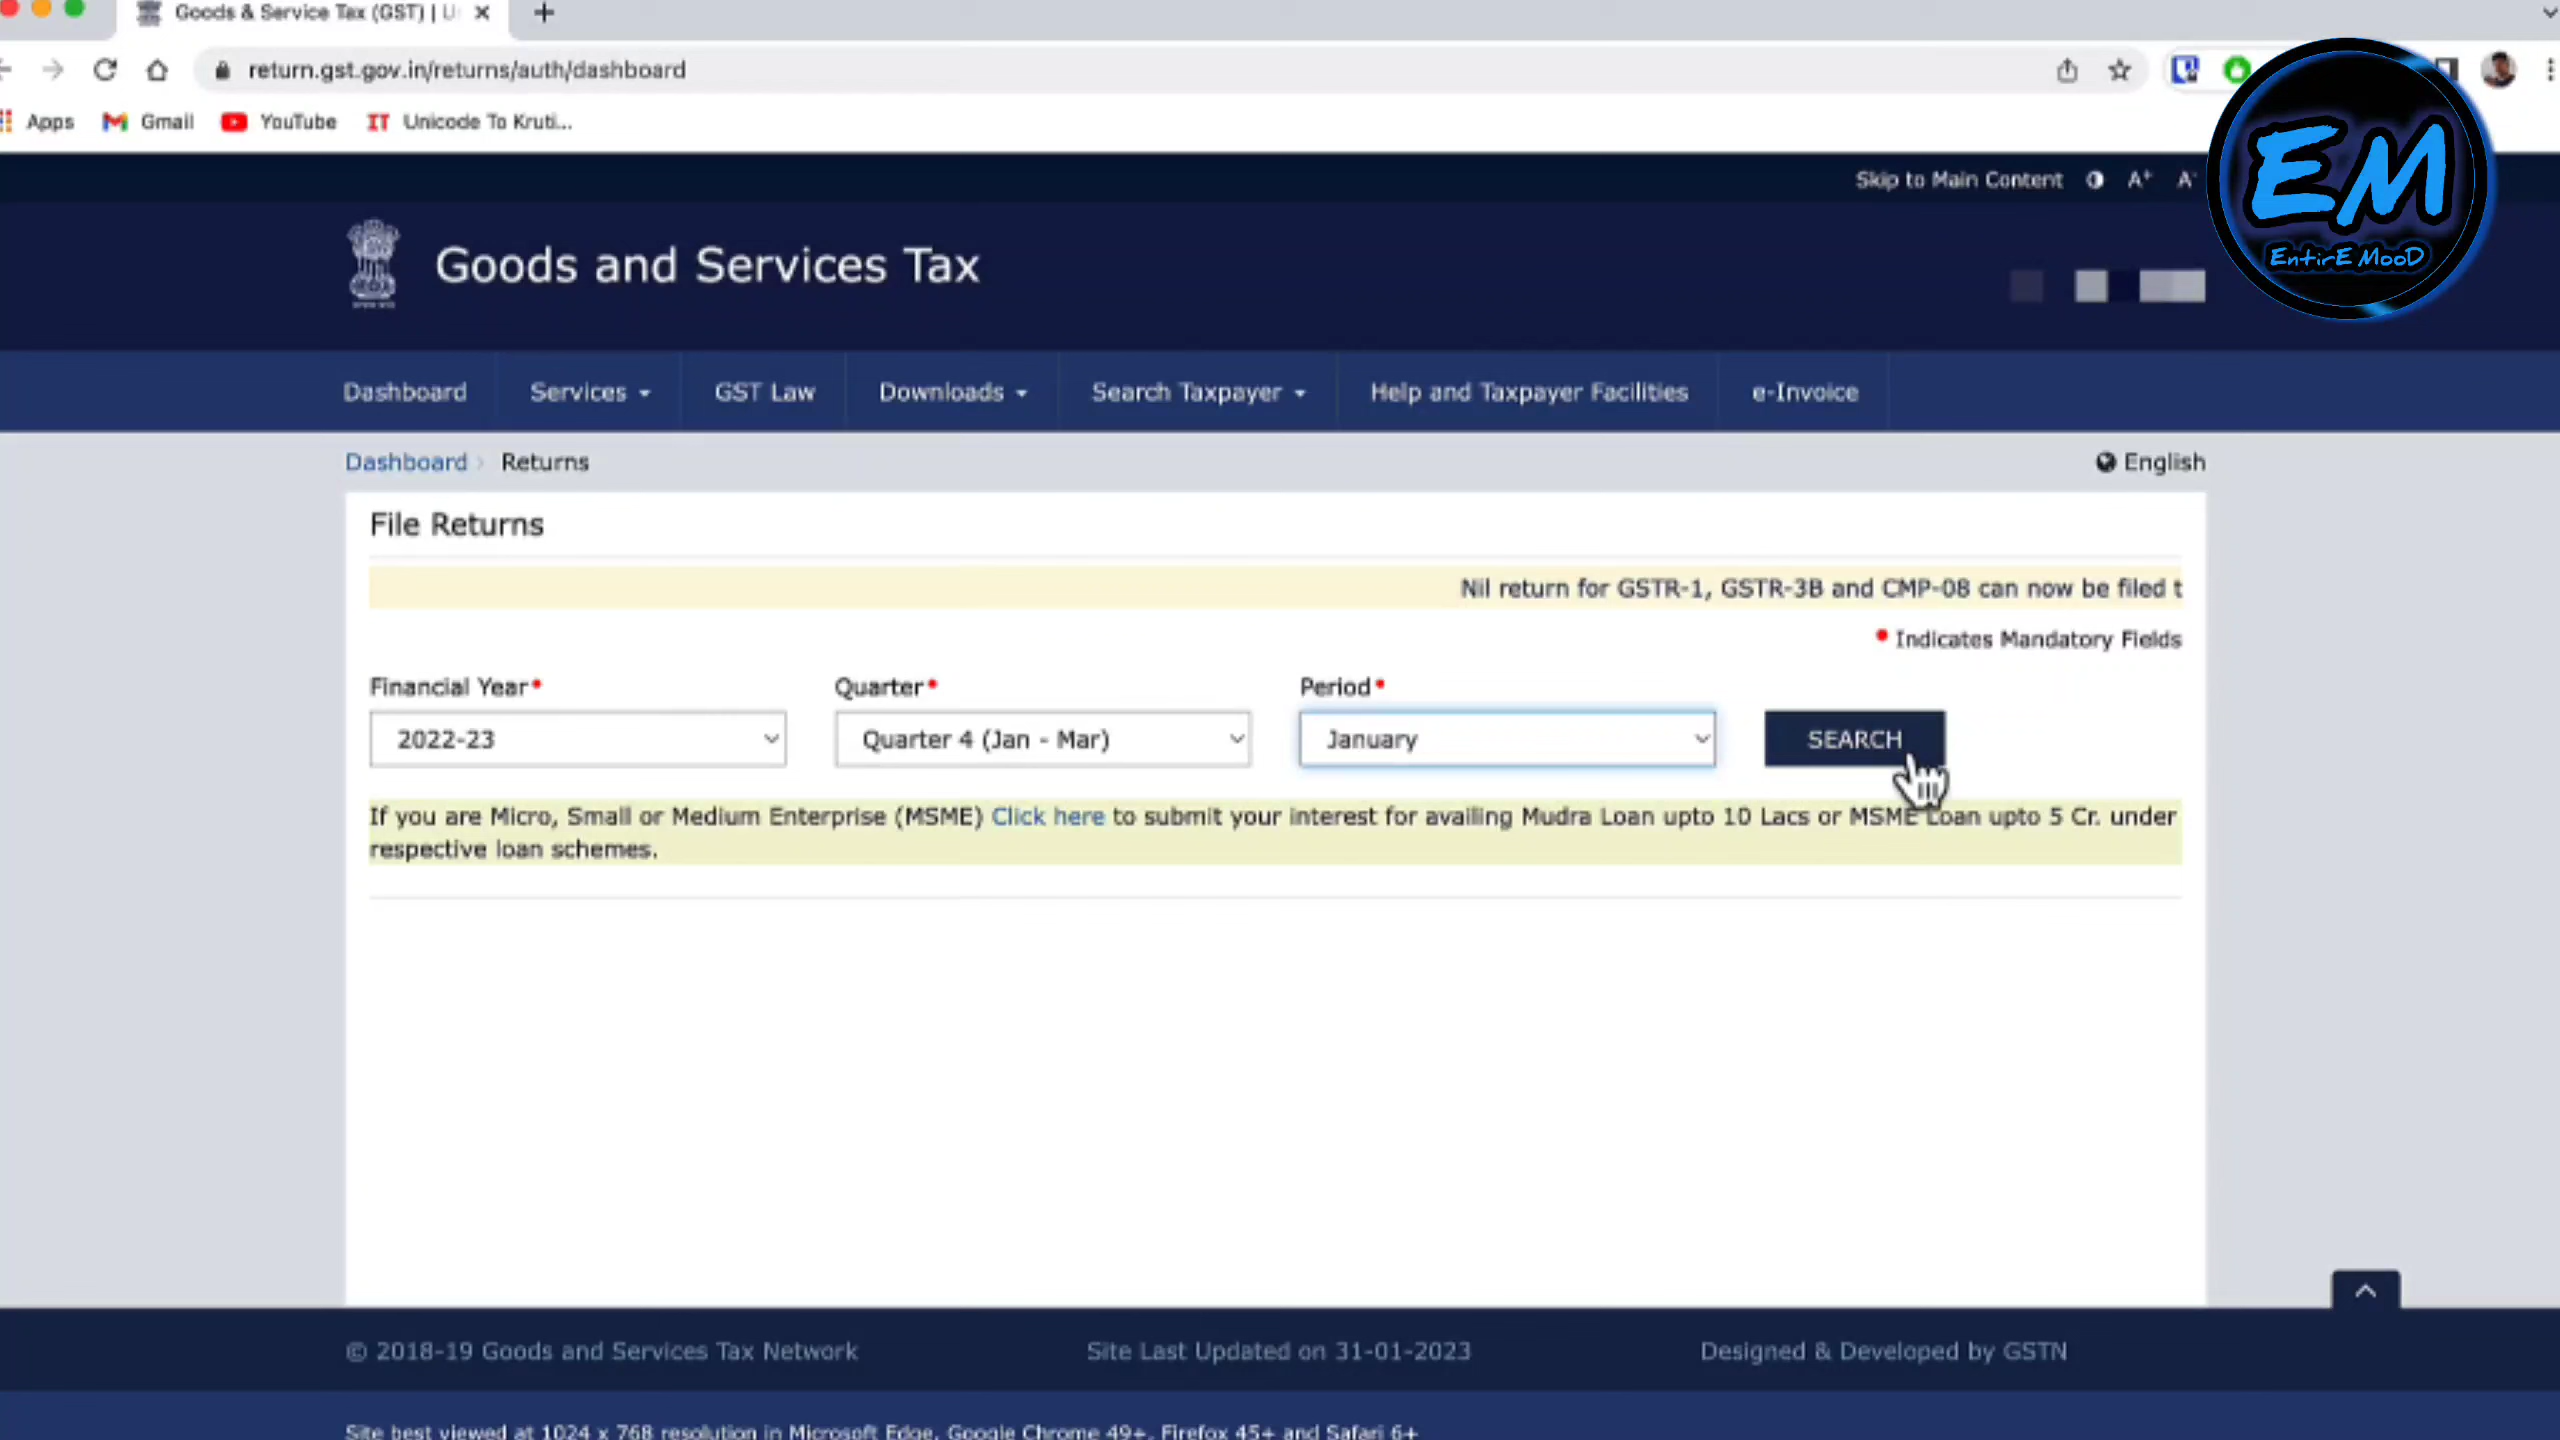 Goods & Service Tax (GST) | U
return.gst.gov.in/returns/auth/dashboard
Apps Gmail YouTube IT Unicode To Kruti...
Skip to Main Content A+ A-
EM
EntirE MooD
Goods and Services Tax
Dashboard Services GST Law Downloads Search Taxpayer Help and Taxpayer Facilities e-Invoice
Dashboard Returns English
File Returns
Nil return for GSTR-1, GSTR-3B and CMP-08 can now be filed t
Indicates Mandatory Fields
Financial Year Quarter Period
2022-23 Quarter 4 (Jan - Mar) January SEARCH
If you are Micro, Small or Medium Enterprise (MSME) Click here to submit your interest for availing Mudra Loan upto 10 Lacs or MSME Loan upto 5 Cr. under
respective loan schemes.
© 2018-19 Goods and Services Tax Network Site Last Updated on 31-01-2023 Designed & Developed by GSTN
Site best viewed at 1024 x 768 resolution in Microsoft Edge, Google Chrome 49+, Firefox 45+ and Safari 6+